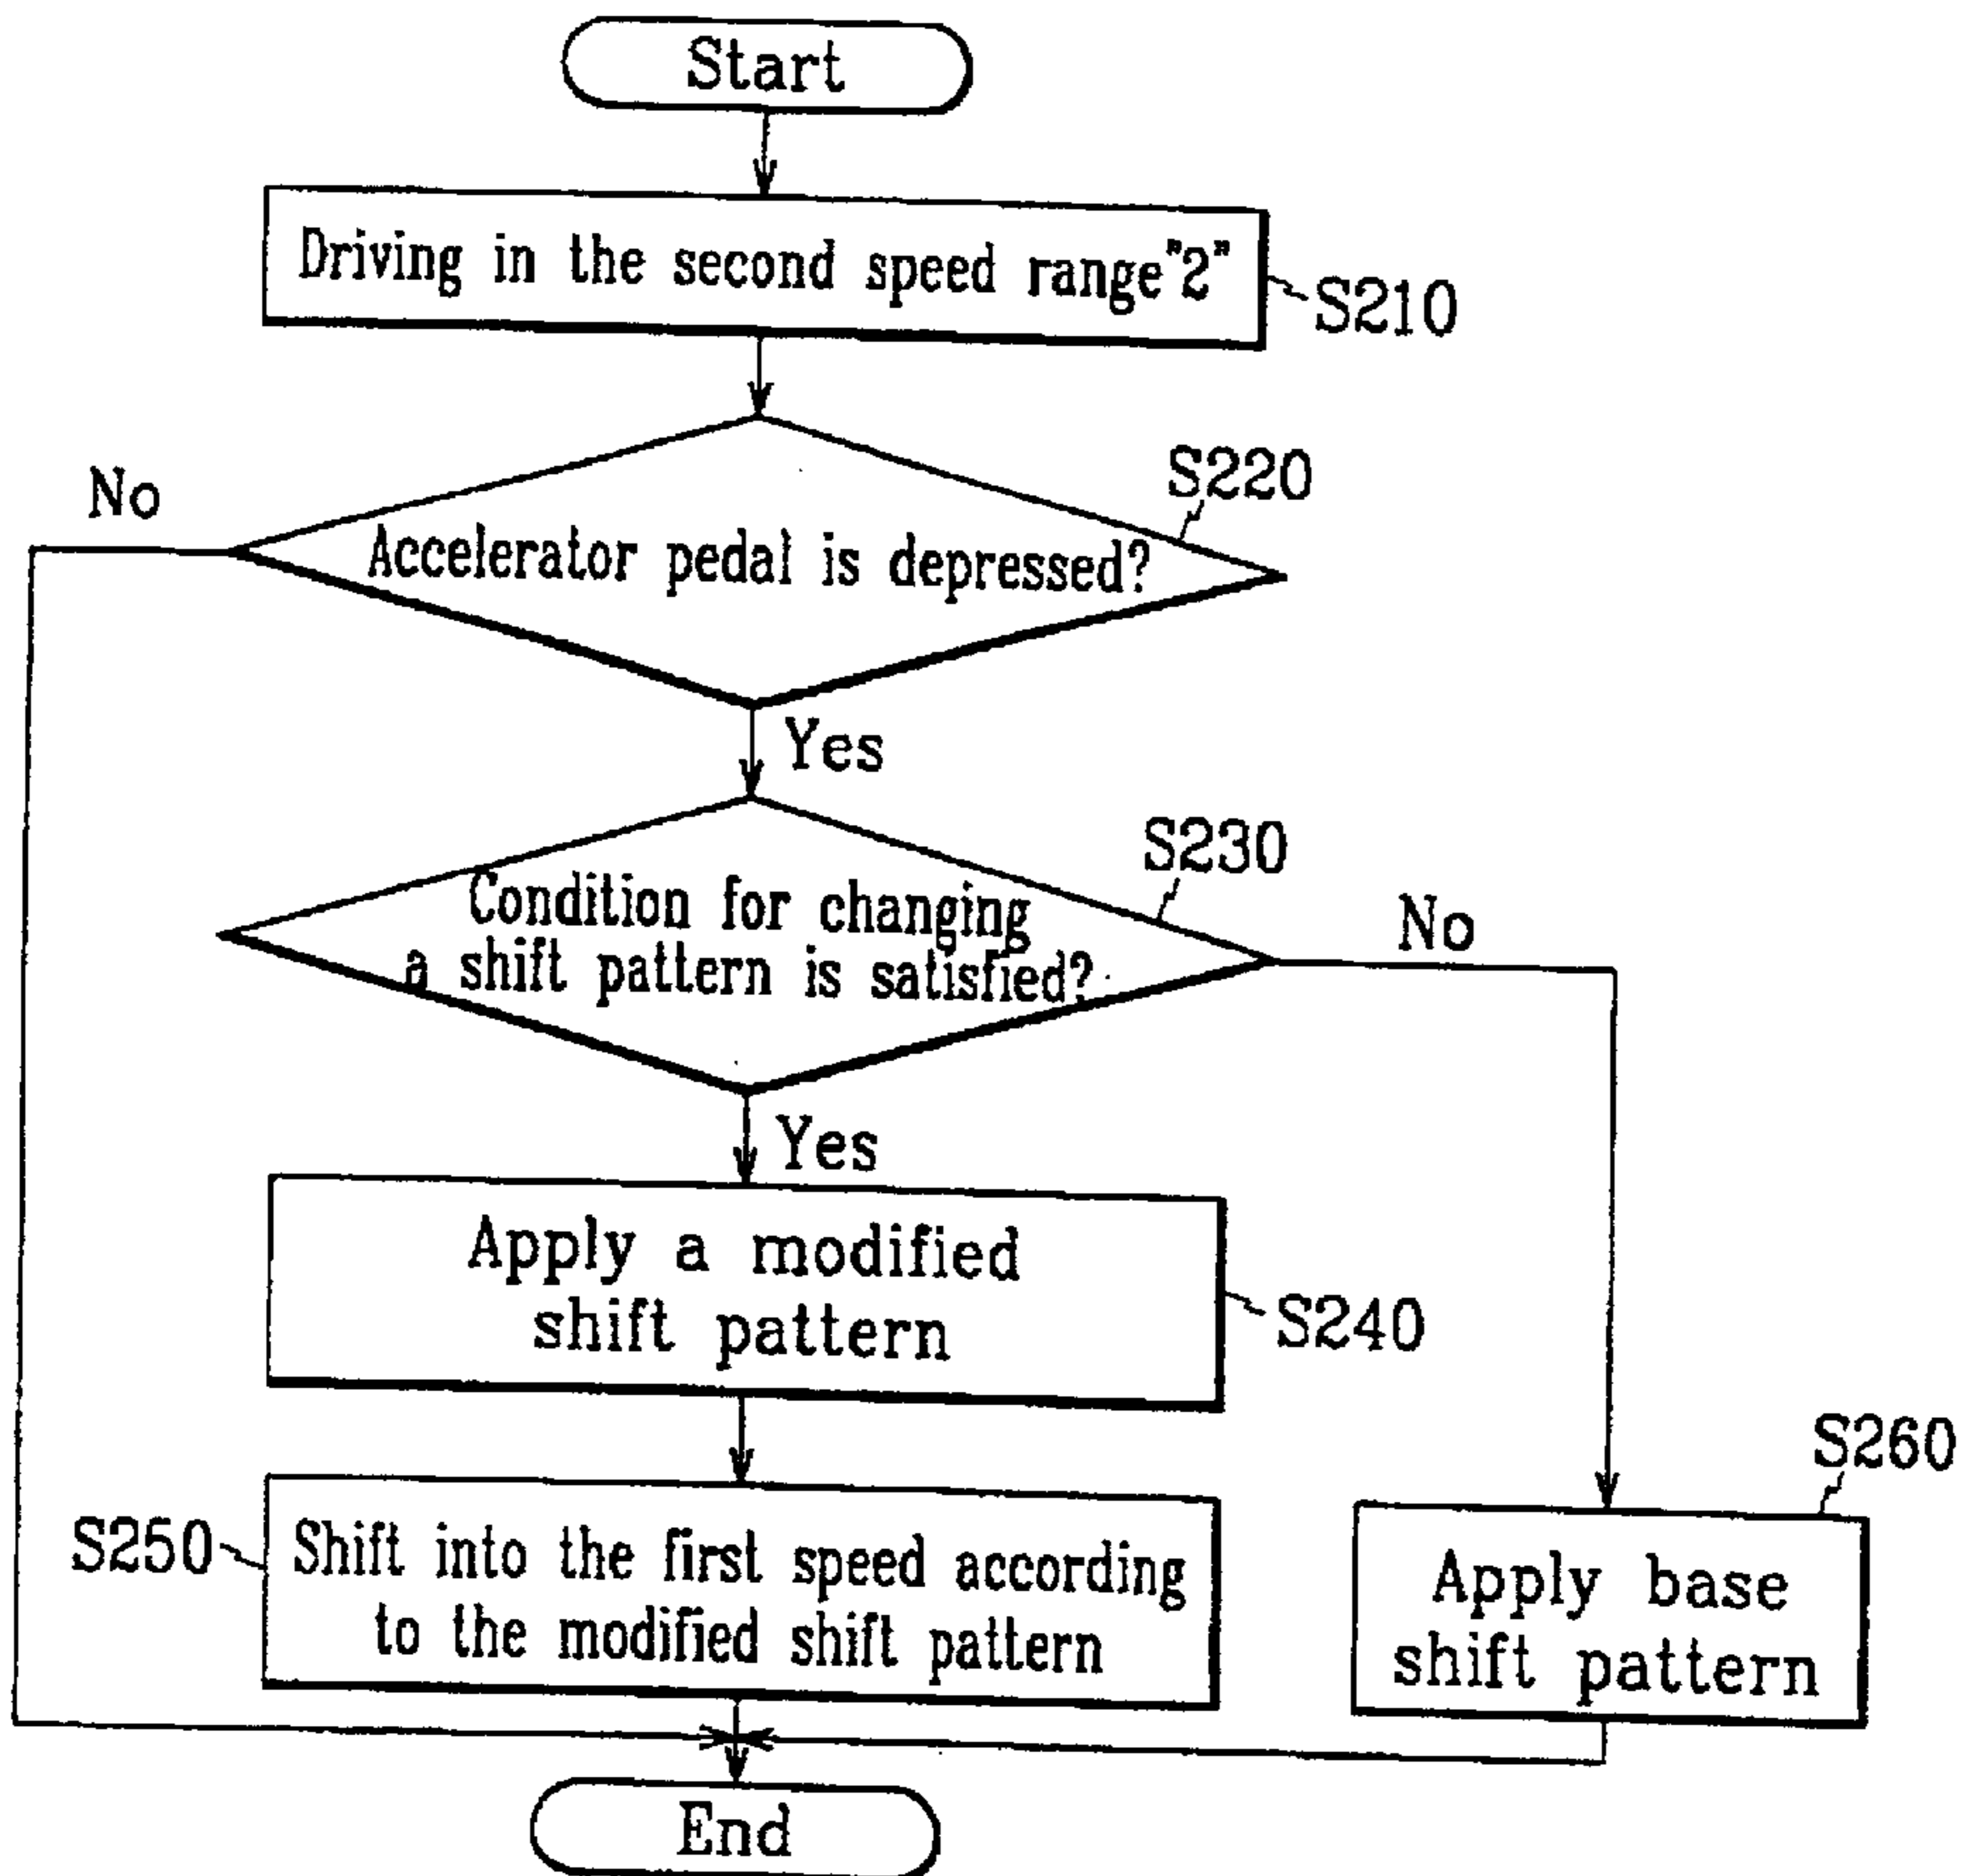 Start
Driving in the second speed range"2"
S210
S220
No
Accelerator pedal is depressed?
Yes
S230
Condition for changing
a shift pattern is satisfied?
No
Yes
Apply a modified
shift pattern
S240
S250
Shift into the first speed according
to the modified shift pattern
S260
Apply base
shift pattern
End